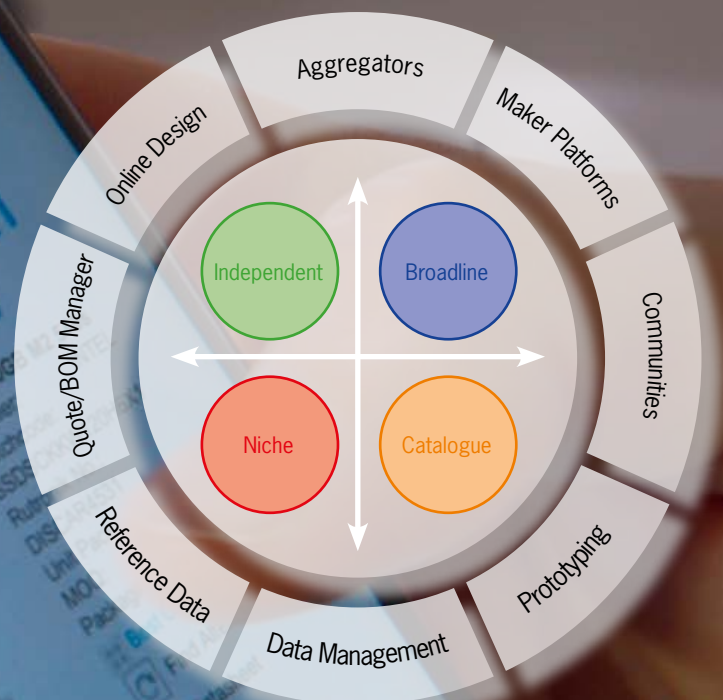 Aggregators
Maker Platforms
Communities
Prototyping
Data Management
Reference Data
Quote/BOM Manager
Online Design
Independent
Broadline
Niche
Catalogue